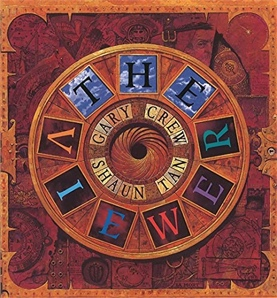 THE
VIEWER
GARY CREW
SHAUN TAN